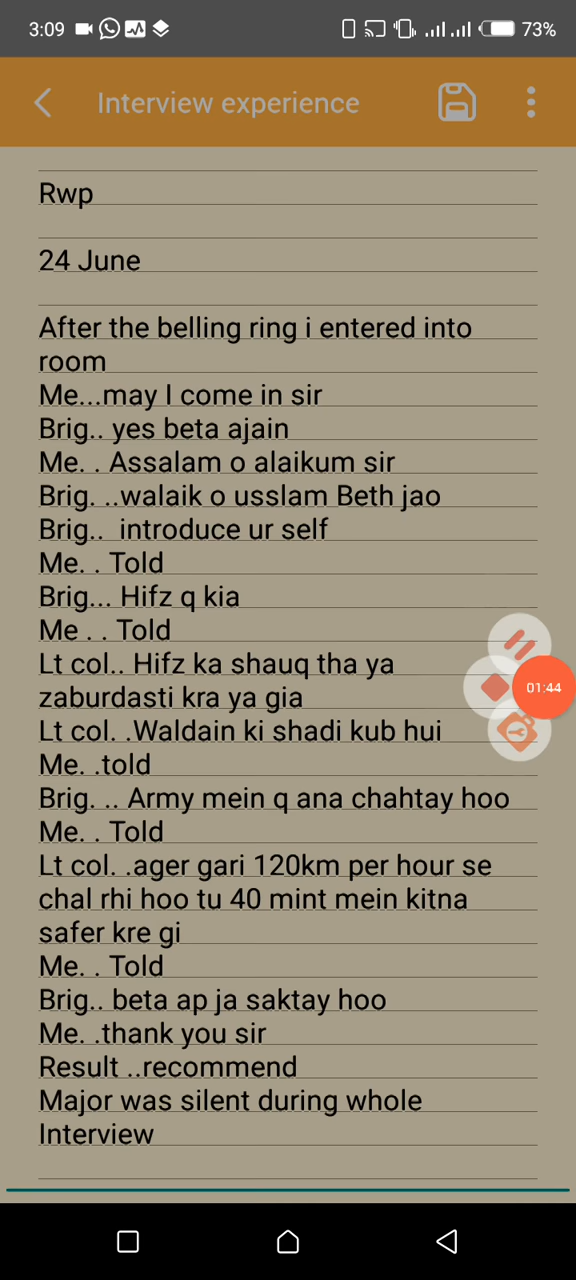 3:09 73%
Interview experience
Rwp
24 June
After the belling ring i entered into
room
Me...may I come in sir
Brig.. yes beta ajain
Me. . Assalam o alaikum sir
Brig. ..walaik o usslam Beth jao
Brig..  introduce ur self
Me. . Told
Brig... Hifz q kia
Me . . Told
Lt col.. Hifz ka shauq tha ya
zaburdasti kra ya gia
Lt col. .Waldain ki shadi kub hui
Me. .told
Brig. .. Army mein q ana chahtay hoo
Me. . Told
Lt col. .ager gari 120km per hour se
chal rhi hoo tu 40 mint mein kitna
safer kre gi
Me. . Told
Brig.. beta ap ja saktay hoo
Me. .thank you sir
Result ..recommend
Major was silent during whole
Interview
01:44